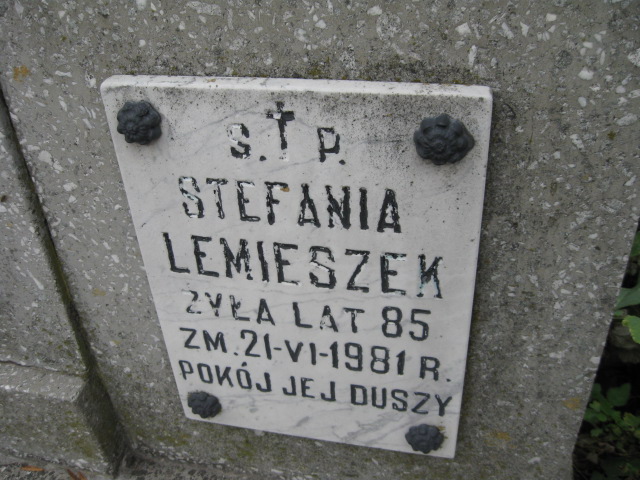 Ś.†P.
STEFANIA
LEMIESZEK
ŻYŁA LAT 85
ZM. 21-VI-1981 R.
POKÓJ JEJ DUSZY